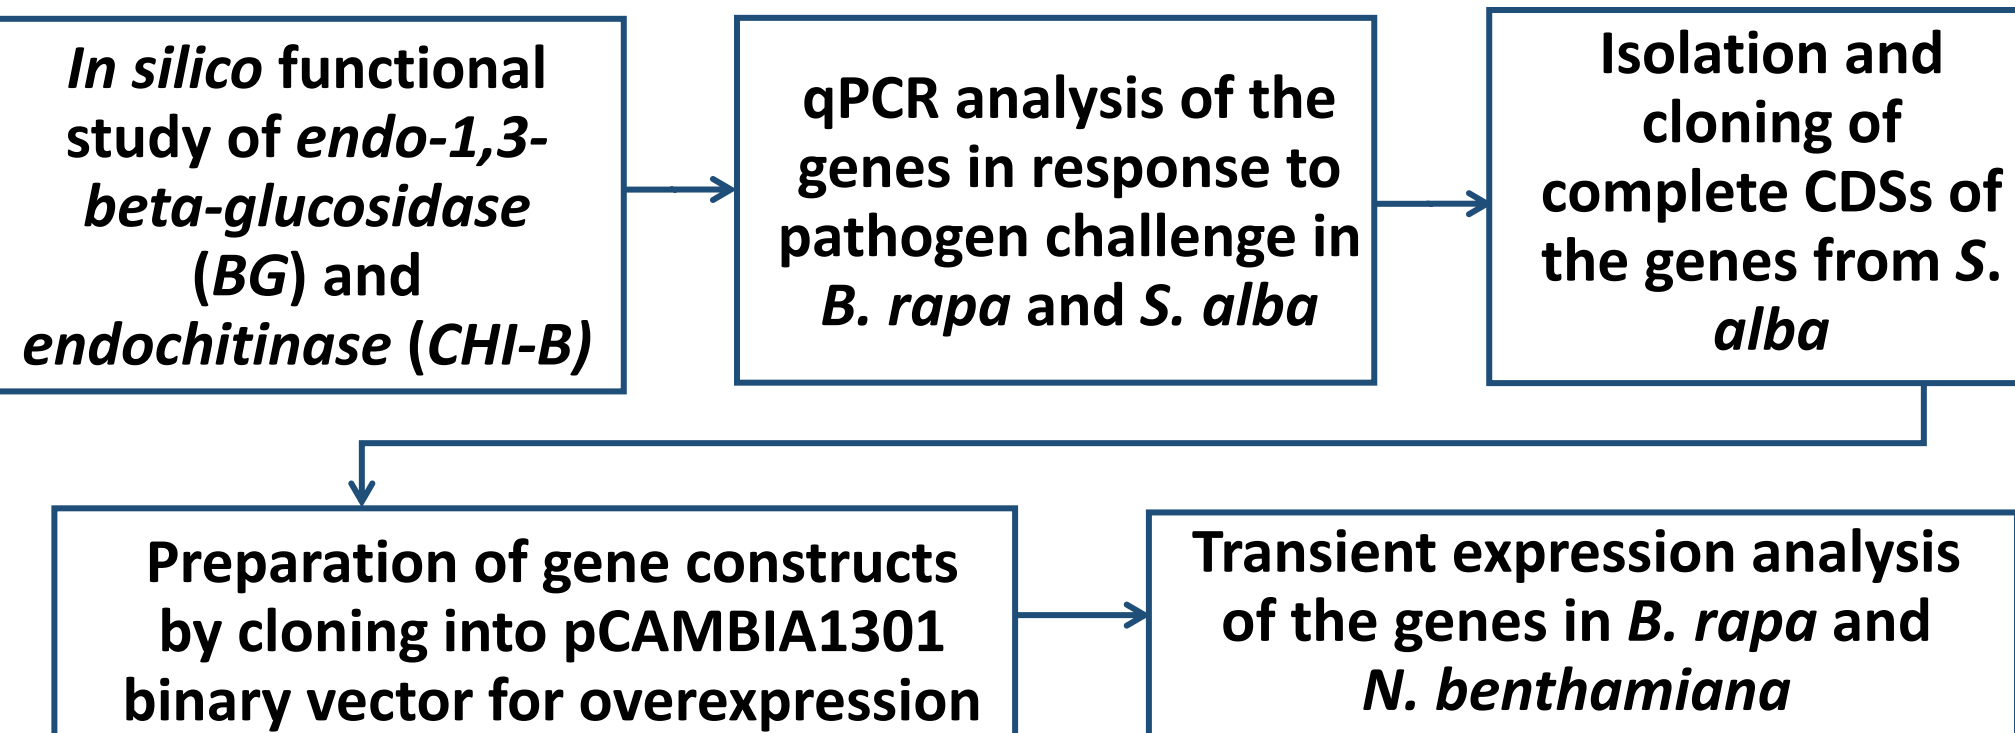 In silico functional
study of endo-1,3-
beta-glucosidase
(BG) and
endochitinase (CHI-B)
qPCR analysis of the
genes in response to
pathogen challenge in
B. rapa and S. alba
Isolation and
cloning of
complete CDSs of
the genes from S.
alba
Preparation of gene constructs
by cloning into pCAMBIA1301
binary vector for overexpression
Transient expression analysis
of the genes in B. rapa and
N. benthamiana